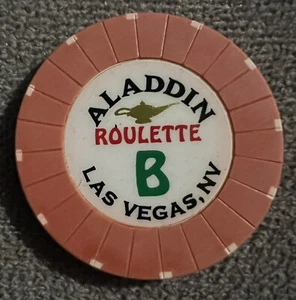 ALADDIN
ROULETTE
B
LAS VEGAS, NV